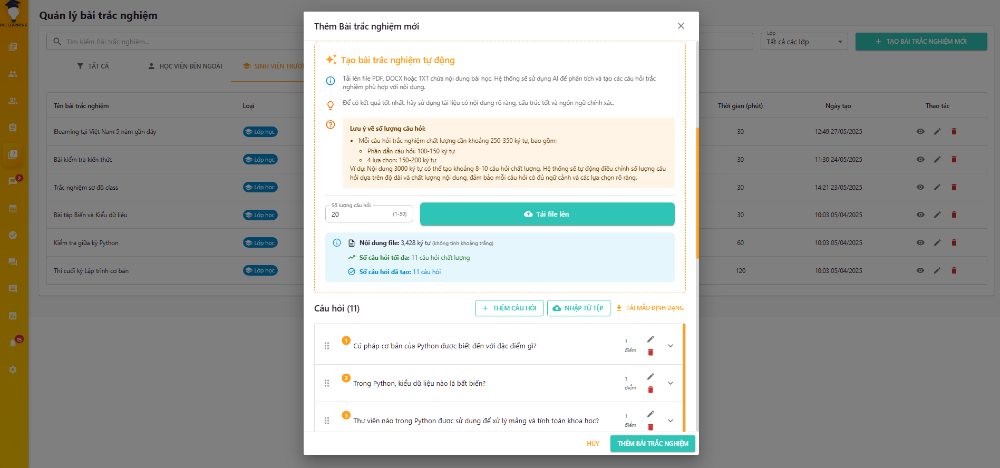 DNC LEARNING
2
15
Quản lý bài trắc nghiệm
Tìm kiếm Bài trắc nghiệm...
Lớp
Tất cả các lớp
TẠO BÀI TRẮC NGHIỆM MỚI
TẤT CẢ
HỌC VIÊN BÊN NGOÀI
SINH VIÊN
Tên bài trắc nghiệm
Loại
Thời gian (phút)
Ngày tạo
Thao tác
Elearning tại Việt Nam 5 năm gần đây
Lớp học
30
12:49 27/05/2025
Bài kiểm tra kiến thức
Lớp học
30
11:30 24/05/2025
Trắc nghiệm sơ đồ class
Lớp học
30
14:21 23/05/2025
Bài tập Biến và Kiểu dữ liệu
Lớp học
30
10:03 05/04/2025
Kiểm tra giữa kỳ Python
Lớp học
60
10:03 05/04/2025
Thi cuối kỳ Lập trình cơ bản
Lớp học
120
10:03 05/04/2025
Thêm Bài trắc nghiệm mới
Tạo bài trắc nghiệm tự động
Tải lên file PDF, DOCX hoặc TXT chứa nội dung bài học. Hệ thống sẽ sử dụng AI để phân tích và tạo các câu hỏi trắc
nghiệm phù hợp với nội dung.
Để có kết quả tốt nhất, hãy sử dụng tài liệu có nội dung rõ ràng, cấu trúc tốt và ngôn ngữ chính xác.
Lưu ý về số lượng câu hỏi:
Mỗi câu hỏi trắc nghiệm chất lượng cần khoảng 250-350 ký tự, bao gồm:
Phần dẫn câu hỏi: 100-150 ký tự
4 lựa chọn: 150-200 ký tự
Ví dụ: Nội dung 3000 ký tự có thể tạo khoảng 8-10 câu hỏi chất lượng. Hệ thống sẽ tự động điều chỉnh số lượng câu
hỏi dựa trên độ dài và chất lượng nội dung, đảm bảo mỗi câu hỏi có đủ ngữ cảnh và các lựa chọn rõ ràng.
Số lượng câu hỏi
20
(1-50)
Tải file lên
Nội dung file: 3,428 ký tự (không tính khoảng trắng)
Số câu hỏi tối đa: 11 câu hỏi chất lượng
Số câu hỏi đã tạo: 11 câu hỏi
Câu hỏi (11)
THÊM CÂU HỎI
NHẬP TỪ TỆP
TẢI MẪU ĐỊNH DẠNG
1
Cú pháp cơ bản của Python được biết đến với đặc điểm gì?
1
điểm
2
Trong Python, kiểu dữ liệu nào là bất biến?
1
điểm
3
Thư viện nào trong Python được sử dụng để xử lý mảng và tính toán khoa học?
1
điểm
HỦY
THÊM BÀI TRẮC NGHIỆM